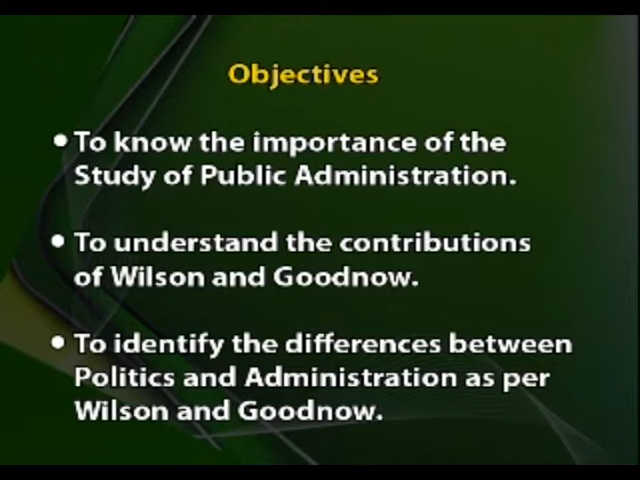 Objectives
• To know the importance of the
Study of Public Administration.
• To understand the contributions
of Wilson and Goodnow.
• To identify the differences between
Politics and Administration as per
Wilson and Goodnow.